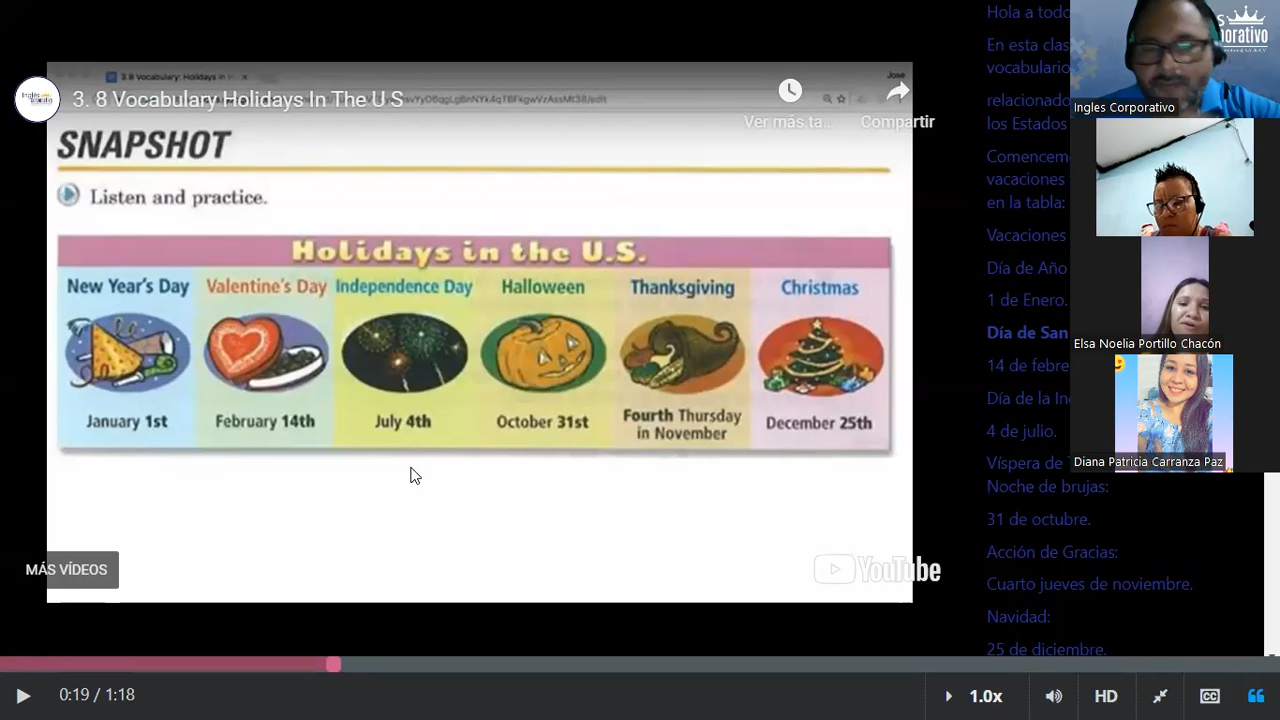 3. 8 Vocabulary Holidays In The U S
Ver más ta...
Compartir
SNAPSHOT
Listen and practice.
Holidays in the U.S.
New Year's Day
Valentine's Day
Independence Day
Halloween
Thanksgiving
Christmas
January 1st
February 14th
July 4th
October 31st
Fourth Thursday
in November
December 25th
MÁS VÍDEOS
YouTube
0:19 / 1:18
1.0x
HD
CC
Hola a todo
En esta clas
vocabulario
relacionado
los Estados
Comencem
vacaciones
en la tabla:
Vacaciones
Día de Año
1 de Enero.
Día de San
14 de febre
Día de la In
4 de julio.
Víspera de
Noche de brujas:
31 de octubre.
Acción de Gracias:
Cuarto jueves de noviembre.
Navidad:
25 de diciembre.
Ingles Corporativo
Elsa Noelia Portillo Chacón
Diana Patricia Carranza Paz